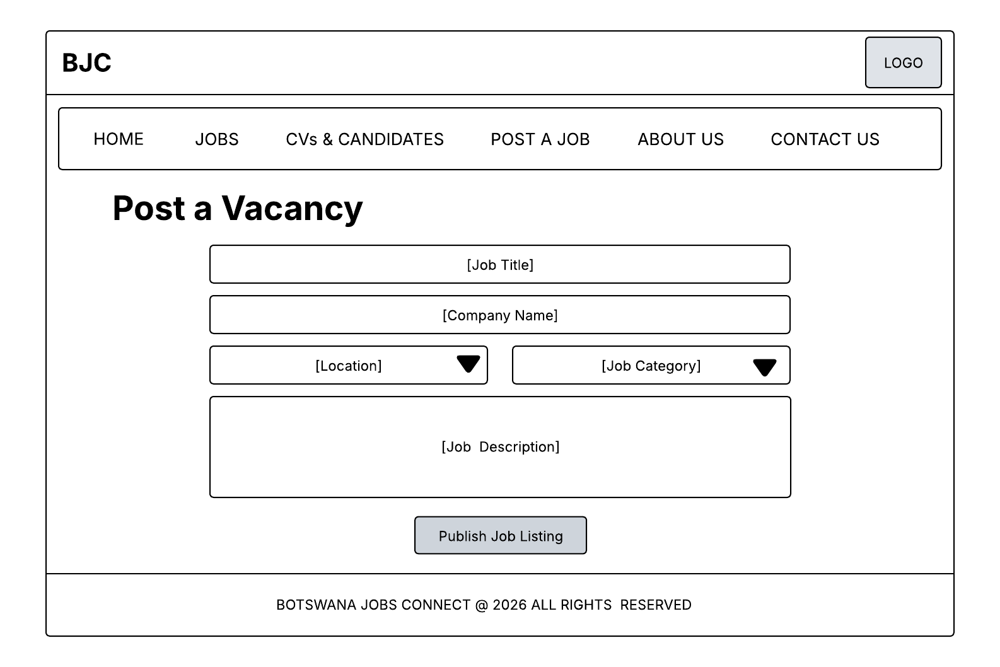 BJC
LOGO
HOME JOBS CVs & CANDIDATES POST A JOB ABOUT US CONTACT US
Post a Vacancy
[Job Title]
[Company Name]
[Location] [Job Category]
[Job  Description]
Publish Job Listing
BOTSWANA JOBS CONNECT @ 2026 ALL RIGHTS  RESERVED